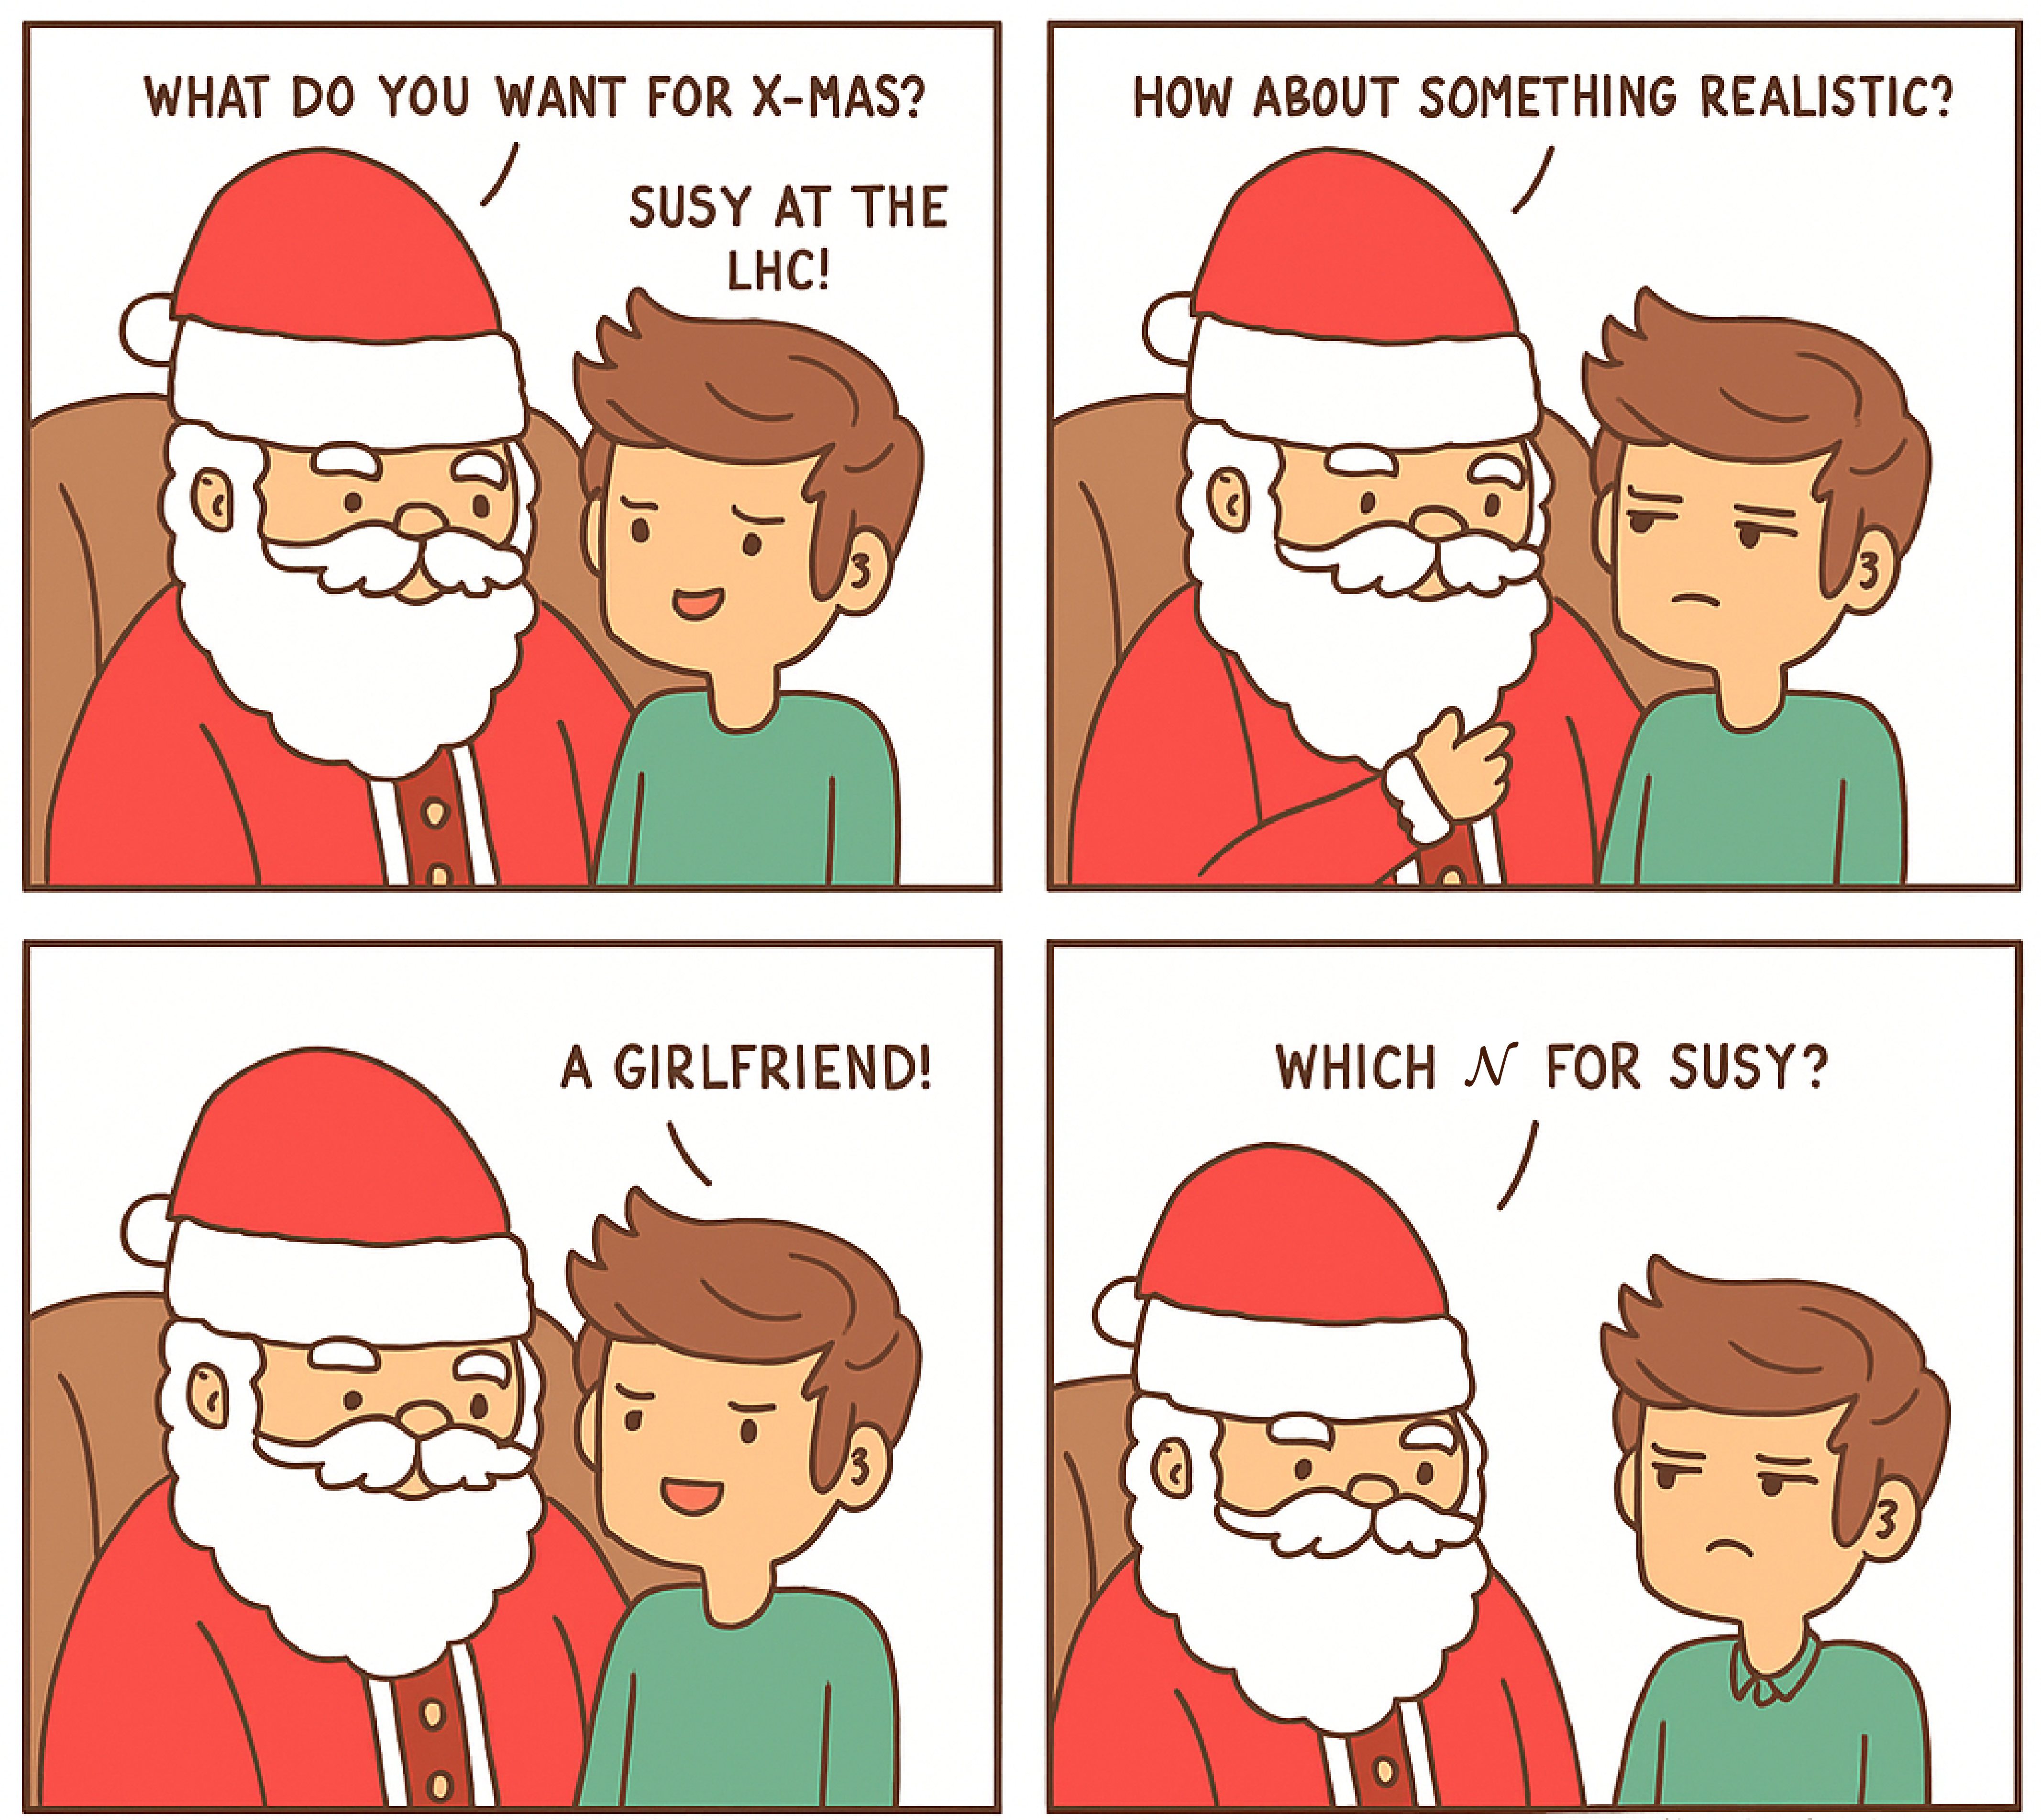 WHAT DO YOU WANT FOR X-MAS?
SUSY AT THE
LHC!
HOW ABOUT SOMETHING REALISTIC?
A GIRLFRIEND!
WHICH 𝒩 FOR SUSY?